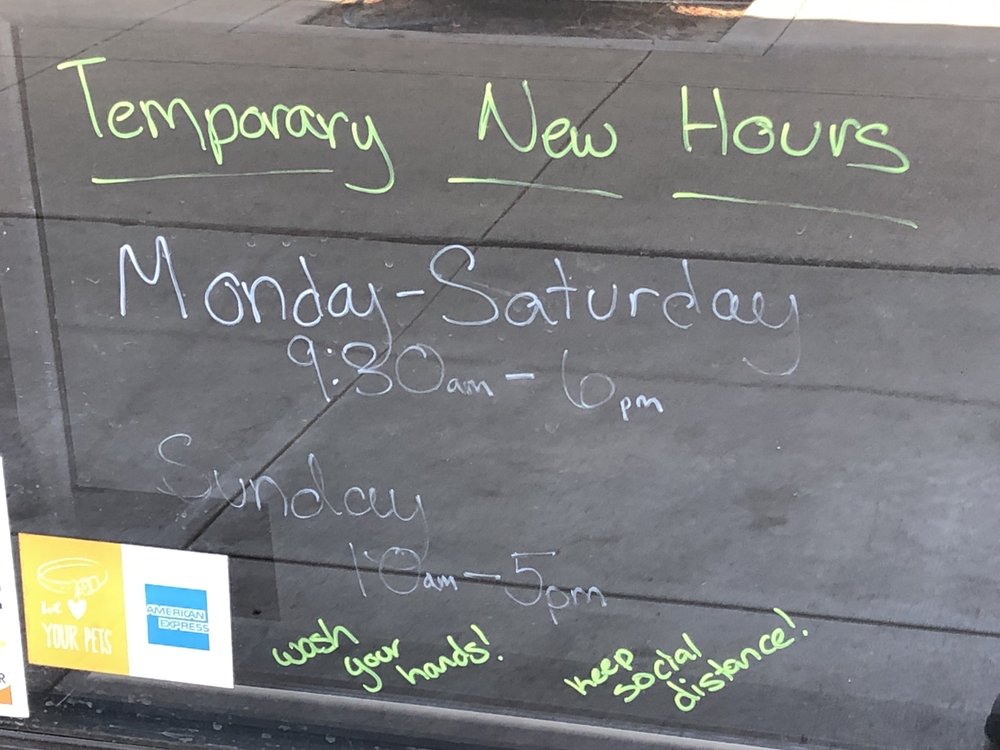 Temporary New Hours
Monday-Saturday
9:30am - 6pm
Sunday
10am - 5pm
wash
your
hands!
keep
social
distance!
we ♥
YOUR PETS
AMERICAN
EXPRESS
R